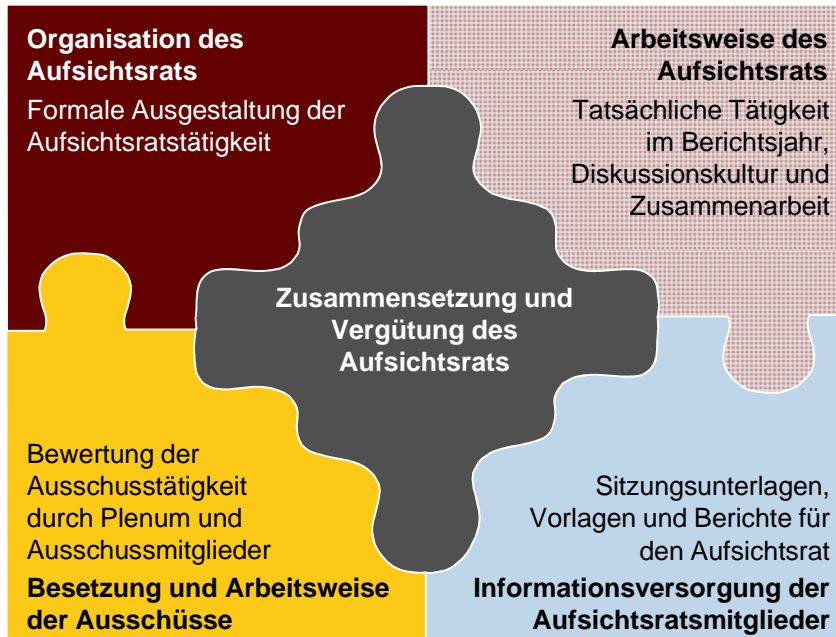 Organisation des
Aufsichtsrats
Formale Ausgestaltung der
Aufsichtsratstätigkeit
Arbeitsweise des
Aufsichtsrats
Tatsächliche Tätigkeit
im Berichtsjahr,
Diskussionskultur und
Zusammenarbeit
Zusammensetzung und
Vergütung des
Aufsichtsrats
Bewertung der
Ausschusstätigkeit
durch Plenum und
Ausschussmitglieder
Besetzung und Arbeitsweise
der Ausschüsse
Sitzungsunterlagen,
Vorlagen und Berichte für
den Aufsichtsrat
Informationsversorgung der
Aufsichtsratsmitglieder